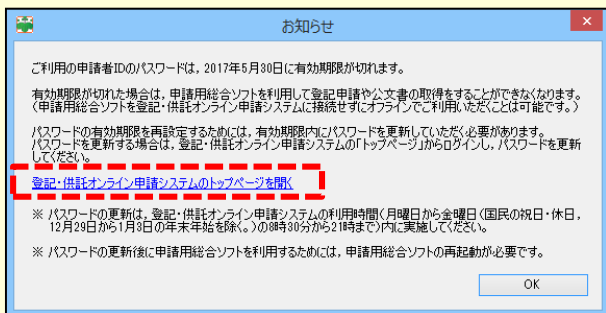 お知らせ
ご利用の申請者IDのパスワードは，2017年5月30日に有効期限が切れます。
有効期限が切れた場合は，申請用総合ソフトを利用して登記申請や公文書の取得をすることができなくなります。
（申請用総合ソフトを登記・供託オンライン申請システムに接続せずにオフラインでご利用いただくことは可能です。）
パスワードの有効期限を再設定するためには，有効期限内にパスワードを更新していただく必要があります。
パスワードを更新する場合は，登記・供託オンライン申請システムの「トップページ」からログインし，パスワードを更新
してください。
登記・供託オンライン申請システムのトップページを開く
※ パスワードの更新は，登記・供託オンライン申請システムの利用時間（月曜日から金曜日（国民の祝日・休日，
12月29日から1月3日の年末年始を除く。）の8時30分から21時まで）内に実施してください。
※ パスワードの更新後に申請用総合ソフトを利用するためには，申請用総合ソフトの再起動が必要です。
OK